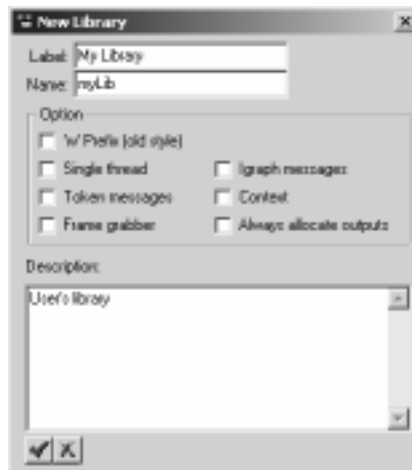 New Library
Label: My Library
Name: myLib
Option
'W' Prefix (old style)
Single thread
Igraph messages
Token messages
Context
Frame grabber
Always allocate outputs
Description:
User's library